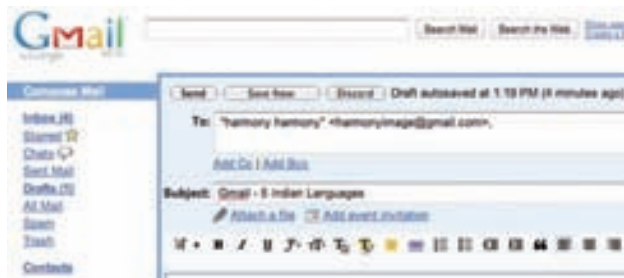 Gmail
Search Mail Search the Web
Compose Mail
Send Save Now Discard Draft autosaved at 1:19 PM (4 minutes ago)
Inbox (4)
To: "harmony harmony" <harmonyimage@gmail.com>,
Starred
Chats
Sent Mail
Add Cc | Add Bcc
Drafts (1)
Subject: Gmail - 5 Indian Languages
All Mail
Attach a file Add event invitation
Spam
Trash
B I U
Contacts